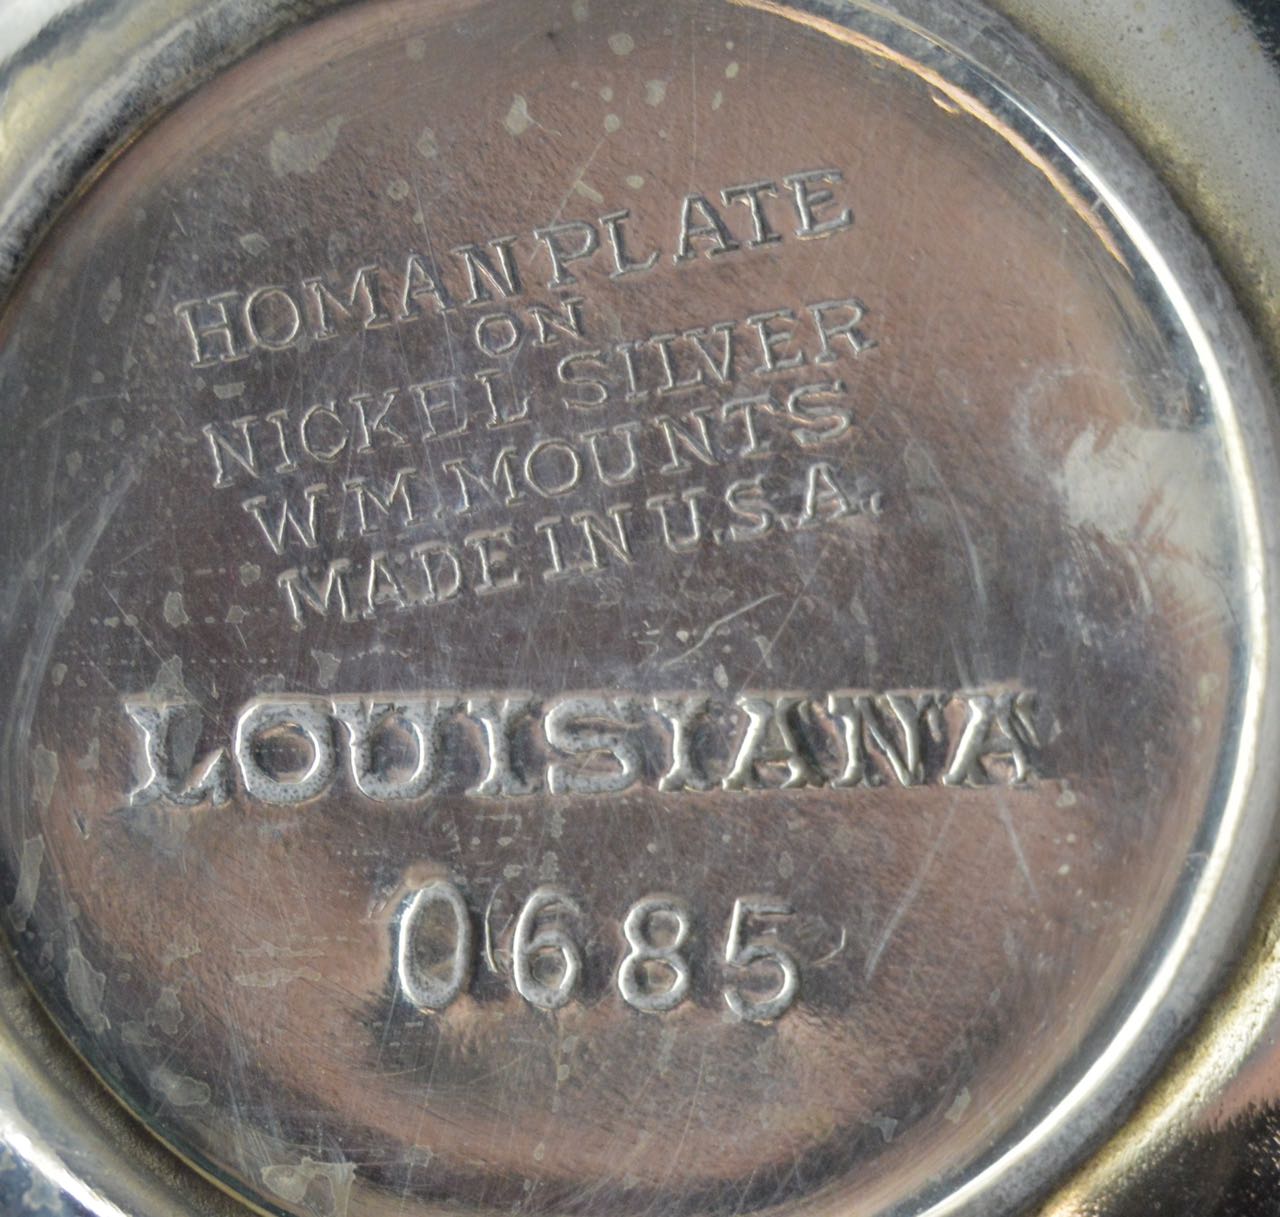 HOMAN PLATE
ON
NICKEL SILVER
W.M. MOUNTS
MADE IN U.S.A.
LOUISIANA
0685